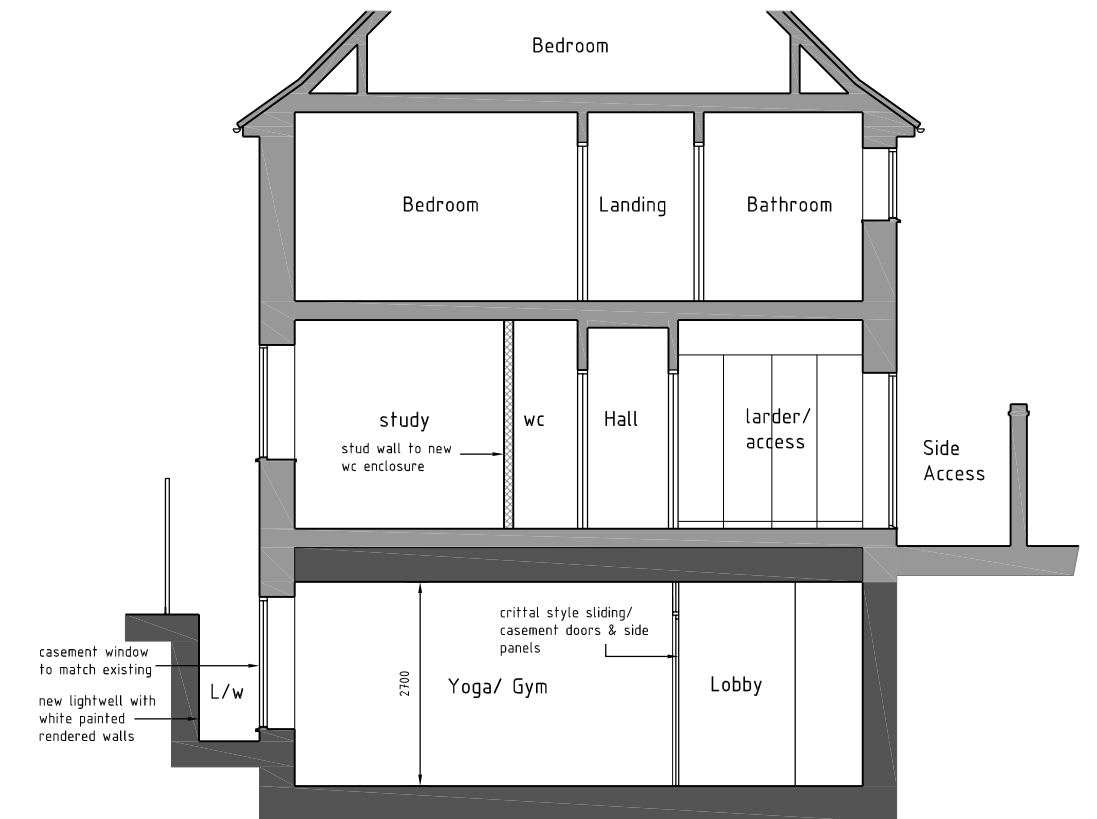 Bedroom
Bedroom
Landing
Bathroom
study
stud wall to new
wc enclosure
wc
Hall
larder/
access
Side
Access
casement window
to match existing
new lightwell with
white painted
rendered walls
L/w
2700
Yoga/ Gym
crittal style sliding/
casement doors & side
panels
Lobby